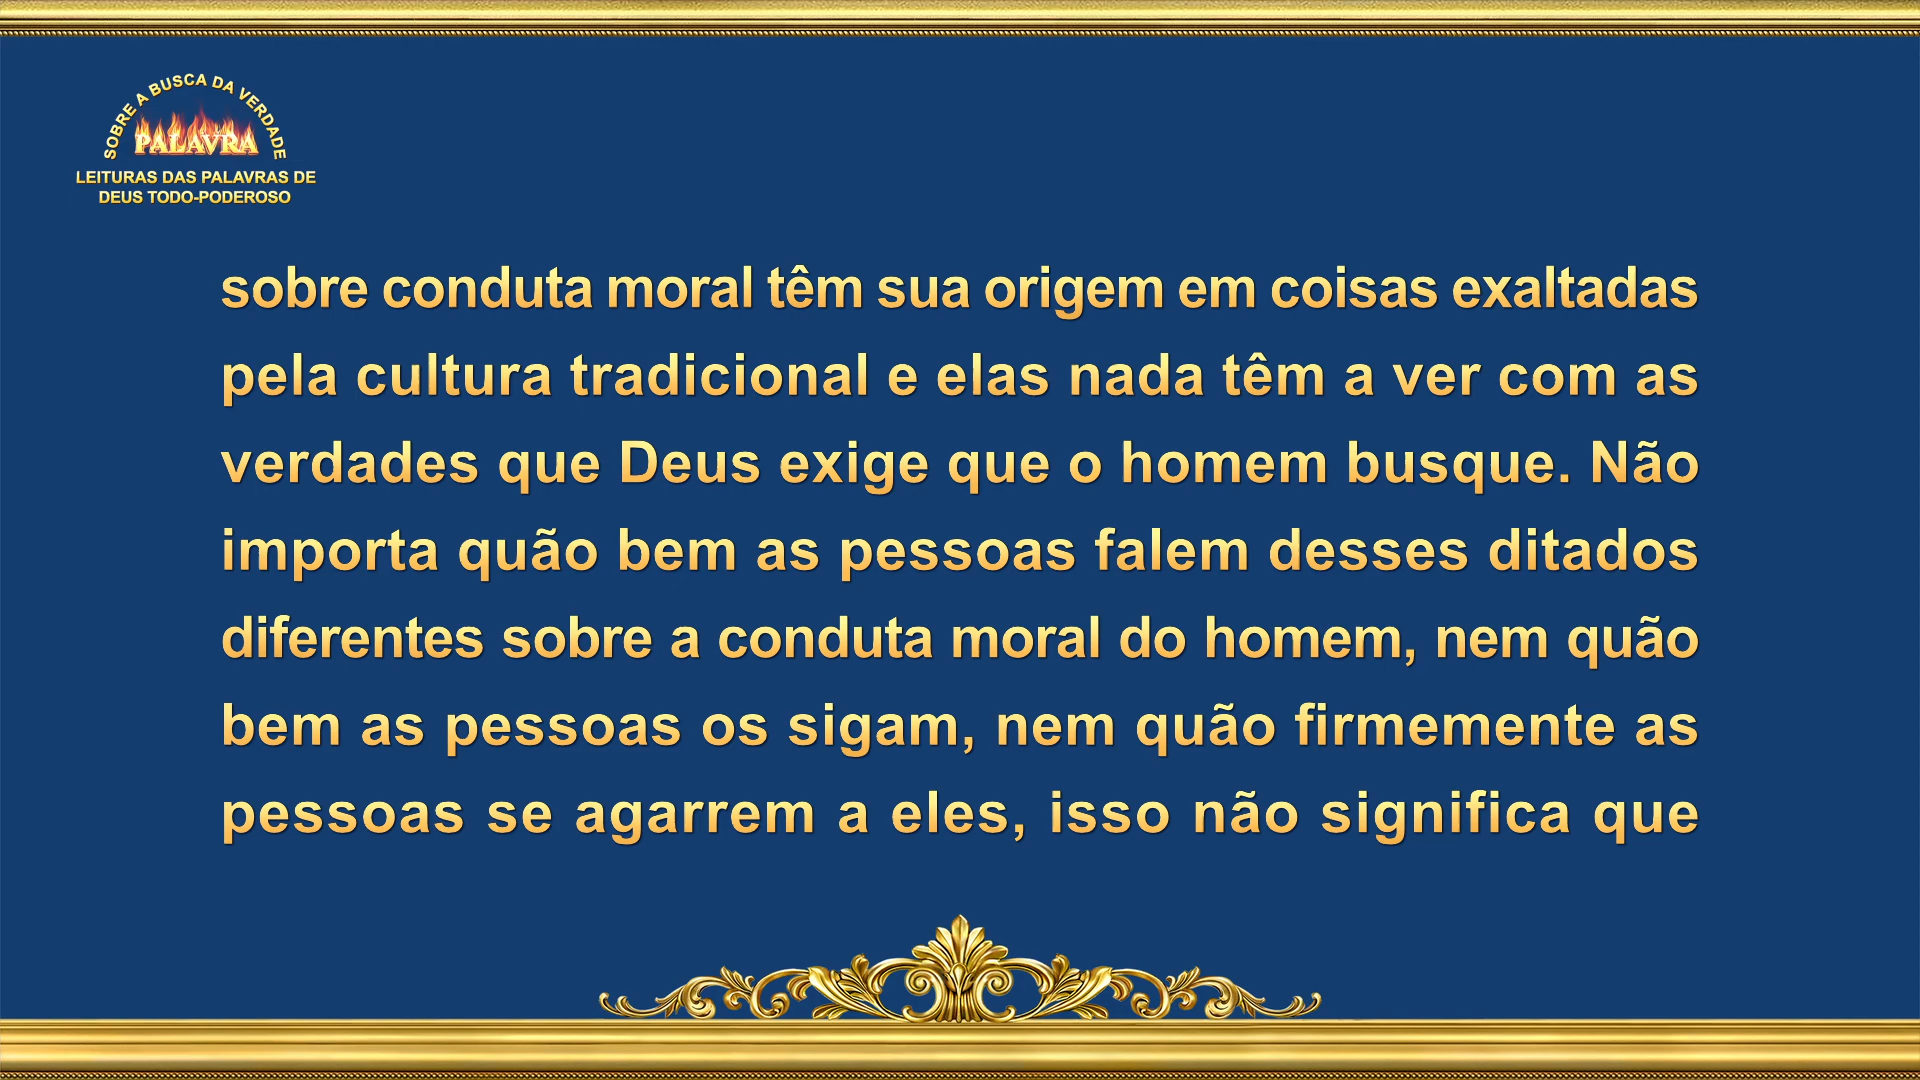 SOBRE A BUSCA DA VERDADE
PALAVRA
LEITURAS DAS PALAVRAS DE
DEUS TODO-PODEROSO
sobre conduta moral têm sua origem em coisas exaltadas
pela cultura tradicional e elas nada têm a ver com as
verdades que Deus exige que o homem busque. Não
importa quão bem as pessoas falem desses ditados
diferentes sobre a conduta moral do homem, nem quão
bem as pessoas os sigam, nem quão firmemente as
pessoas se agarrem a eles, isso não significa que